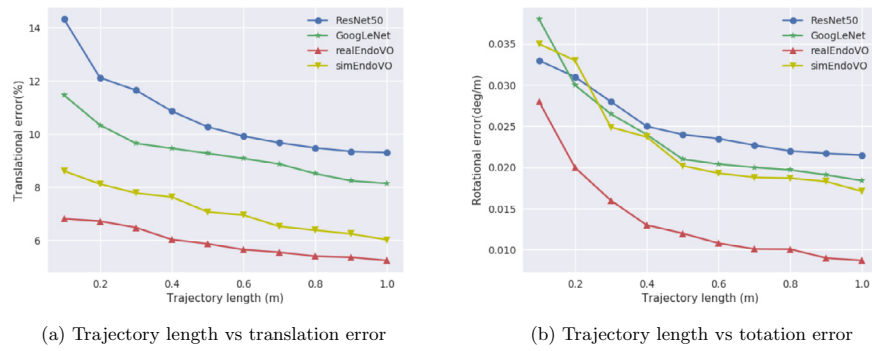 14
12
10
8
6
Translational error(%)
0.2 0.4 0.6 0.8 1.0
Trajectory length (m)
ResNet50
GoogLeNet
realEndoVO
simEndoVO
(a) Trajectory length vs translation error
0.035
0.030
0.025
0.020
0.015
0.010
Rotational error(deg/m)
0.2 0.4 0.6 0.8 1.0
Trajectory length (m)
ResNet50
GoogLeNet
realEndoVO
simEndoVO
(b) Trajectory length vs totation error